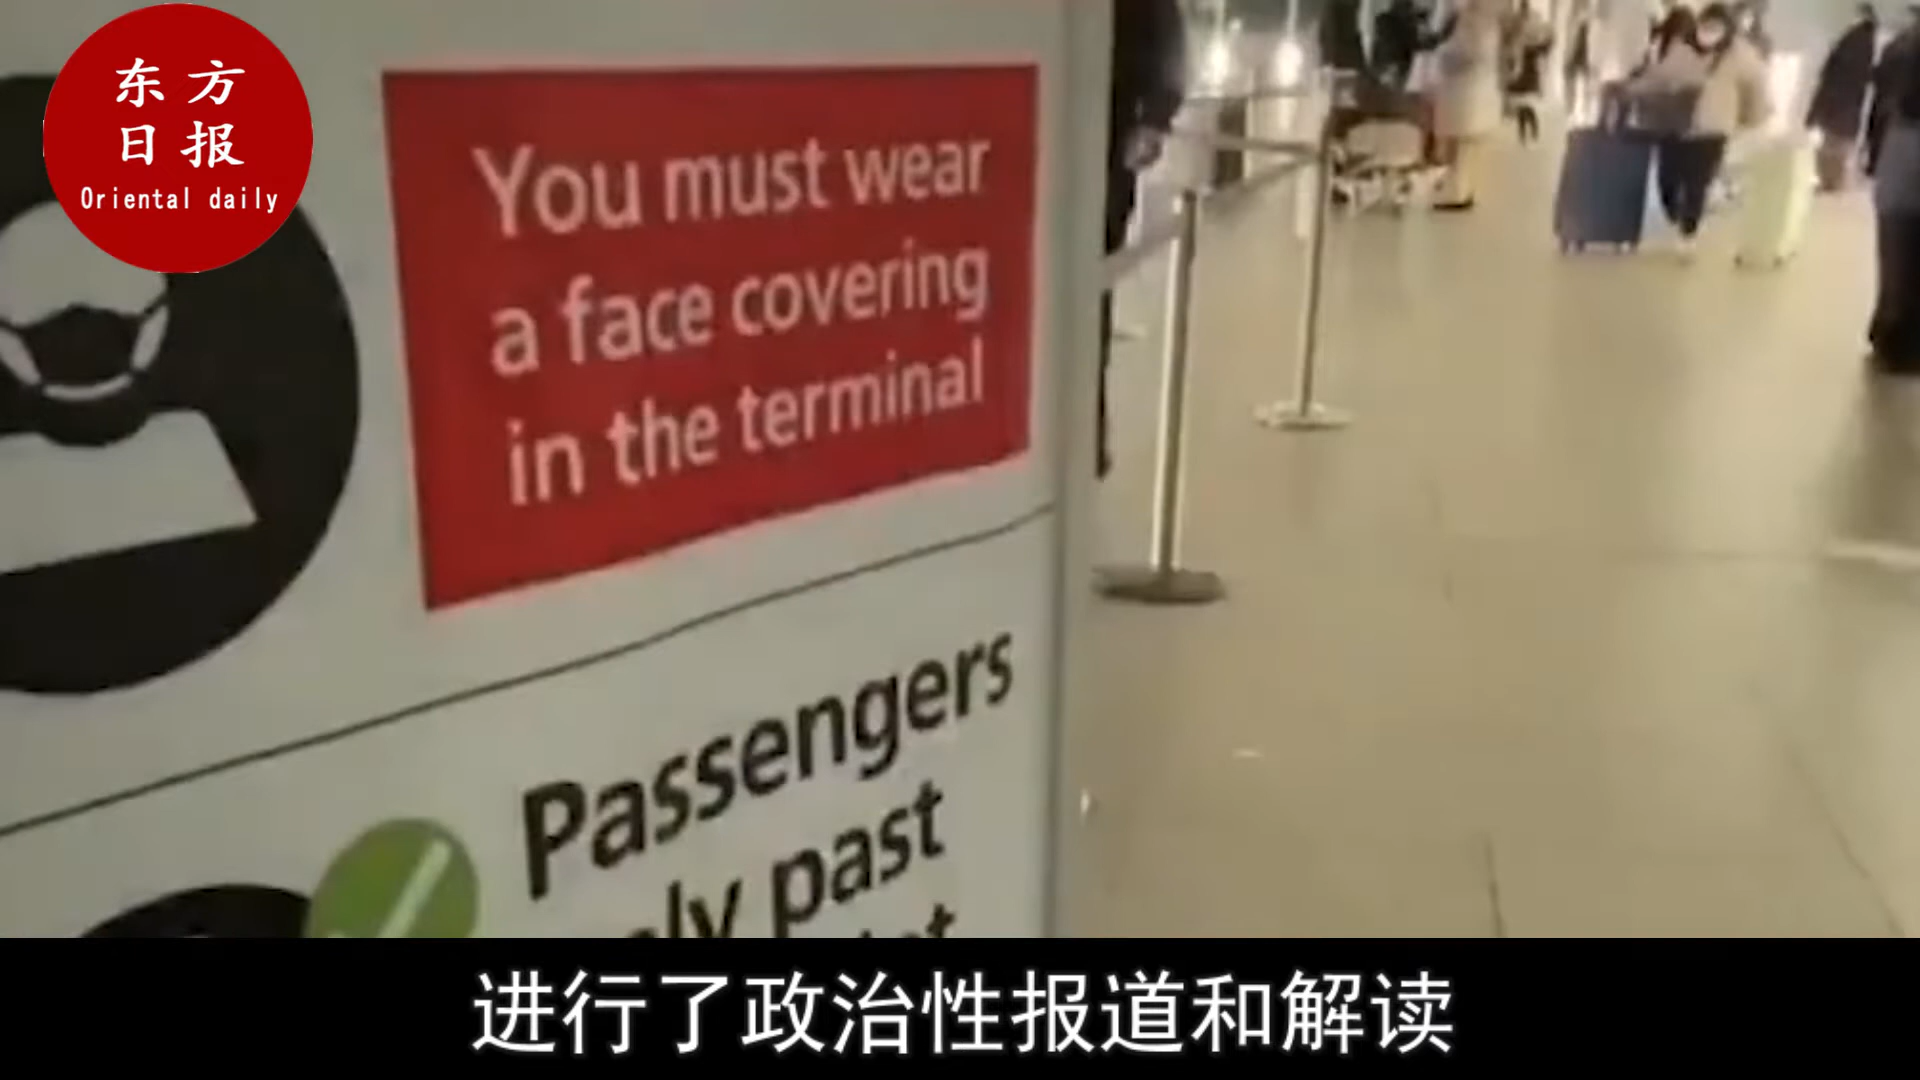 东方
日报
Oriental daily
You must wear
a face covering
in the terminal
Passengers
past
进行了政治性报道和解读